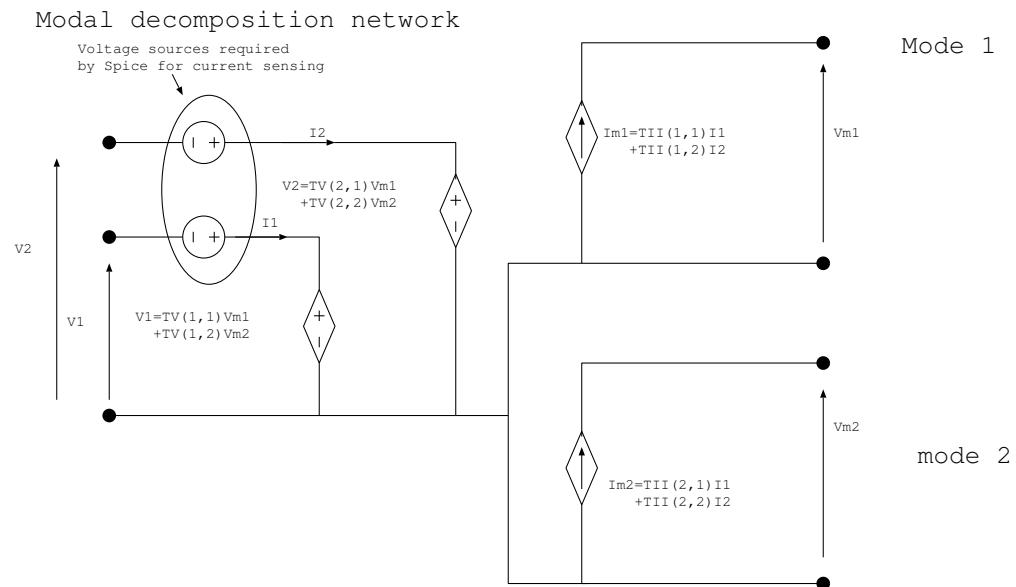 Modal decomposition network
Voltage sources required
by Spice for current sensing
Mode 1
I2
Im1=TII(1,1)I1
+TII(1,2)I2
Vm1
V2=TV(2,1)Vm1
+TV(2,2)Vm2
I1
V2
V1
V1=TV(1,1)Vm1
+TV(1,2)Vm2
Vm2
mode 2
Im2=TII(2,1)I1
+TII(2,2)I2